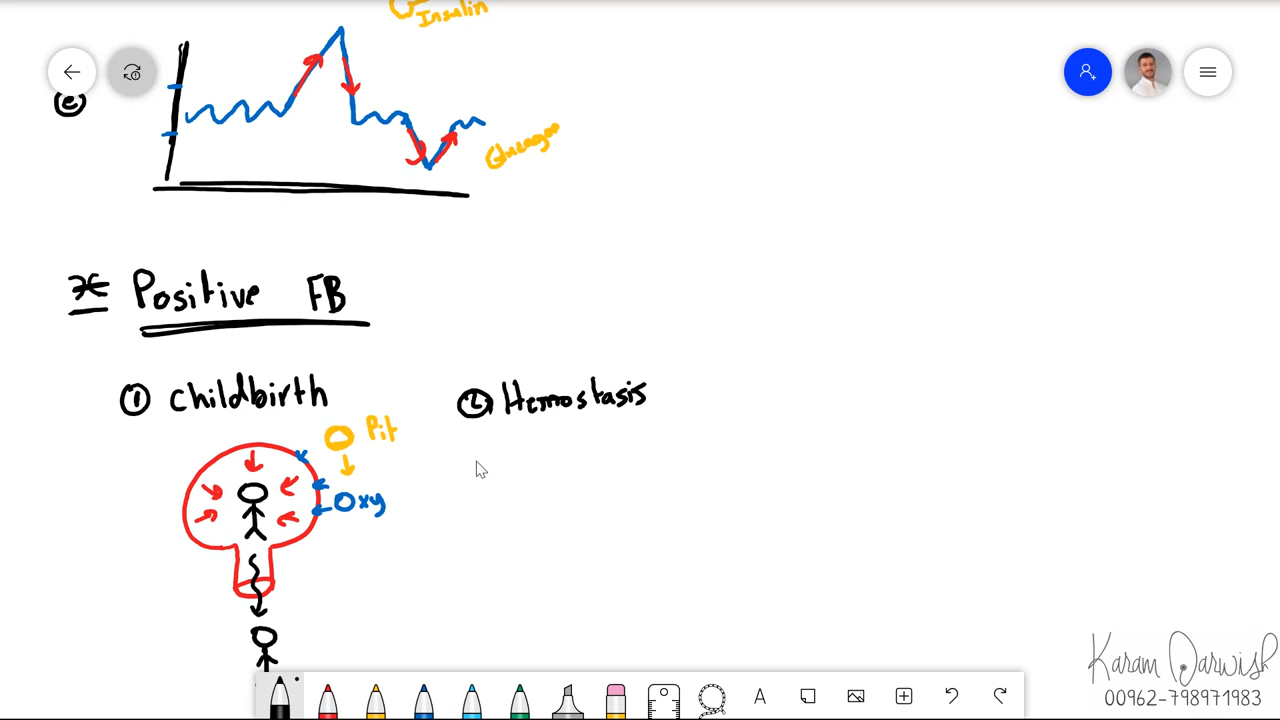 Insulin
e
Glucagon
* Positive FB
① Childbirth
② Hemostasis
Pit
Oxy
A
Karam Darwish
00962-798971983